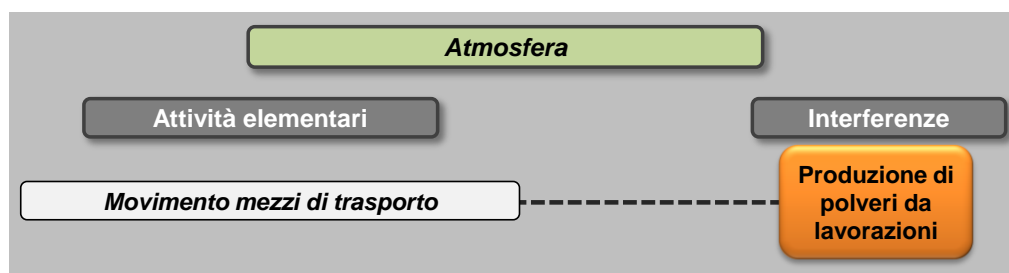 Atmosfera
Attività elementari
Interferenze
Movimento mezzi di trasporto
Produzione di
polveri da
lavorazioni